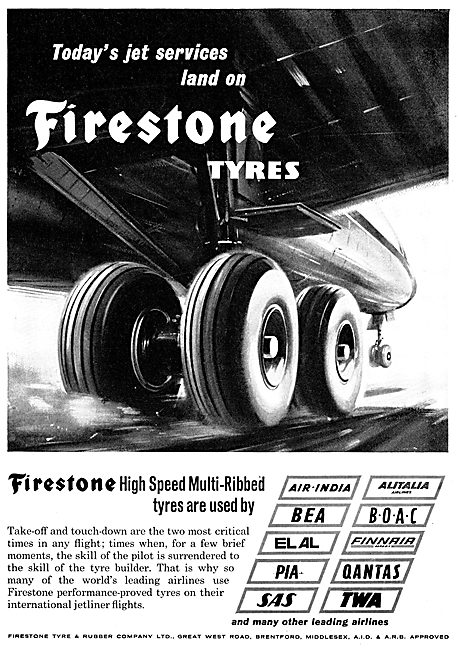 Today's jet services
land on
Firestone
TYRES
Firestone High Speed Multi-Ribbed
tyres are used by
Take-off and touch-down are the two most critical
times in any flight; times when, for a few brief
moments, the skill of the pilot is surrendered to
the skill of the tyre builder. That is why so
many of the world's leading airlines use
Firestone performance-proved tyres on their
international jetliner flights.
AIR-INDIA
ALITALIA
AIRLINES
BEA
B·O·A·C
EL AL
FINNAIR
PIA-
QANTAS
SAS
TWA
and many other leading airlines
FIRESTONE TYRE & RUBBER COMPANY LTD., GREAT WEST ROAD, BRENTFORD, MIDDLESEX, A.I.D. & A.R.B. APPROVED